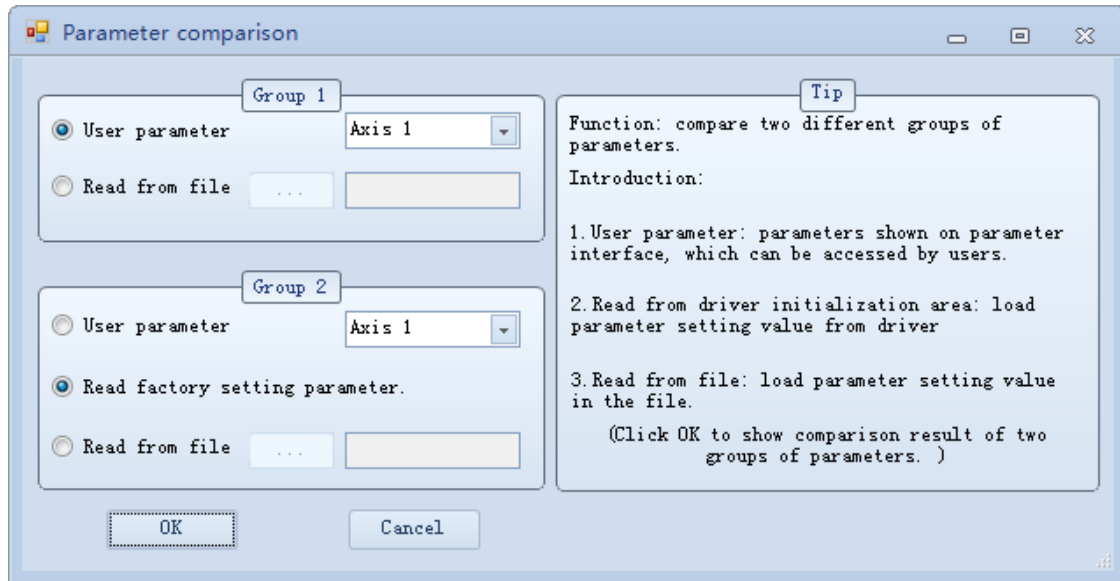 Parameter comparison
Group 1
User parameter
Axis 1
Read from file
...
Group 2
User parameter
Axis 1
Read factory setting parameter.
Read from file
...
OK
Cancel
Tip
Function: compare two different groups of
parameters.
Introduction:
1.User parameter: parameters shown on parameter
interface, which can be accessed by users.
2.Read from driver initialization area: load
parameter setting value from driver
3.Read from file: load parameter setting value
in the file.
(Click OK to show comparison result of two
groups of parameters. )